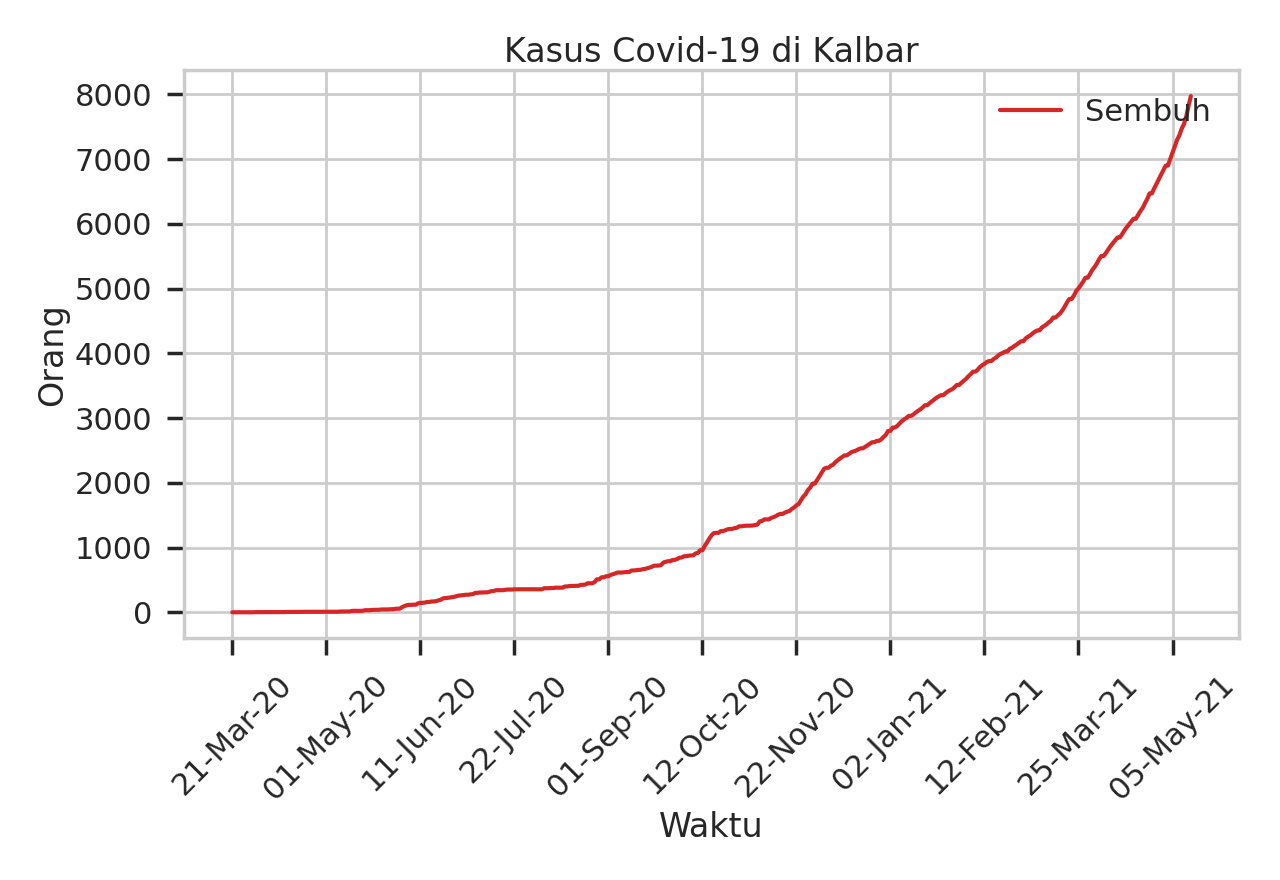 Kasus Covid-19 di Kalbar
Sembuh
Orang
8000
7000
6000
5000
4000
3000
2000
1000
0
21-Mar-20
01-May-20
11-Jun-20
22-Jul-20
01-Sep-20
12-Oct-20
22-Nov-20
02-Jan-21
12-Feb-21
25-Mar-21
05-May-21
Waktu